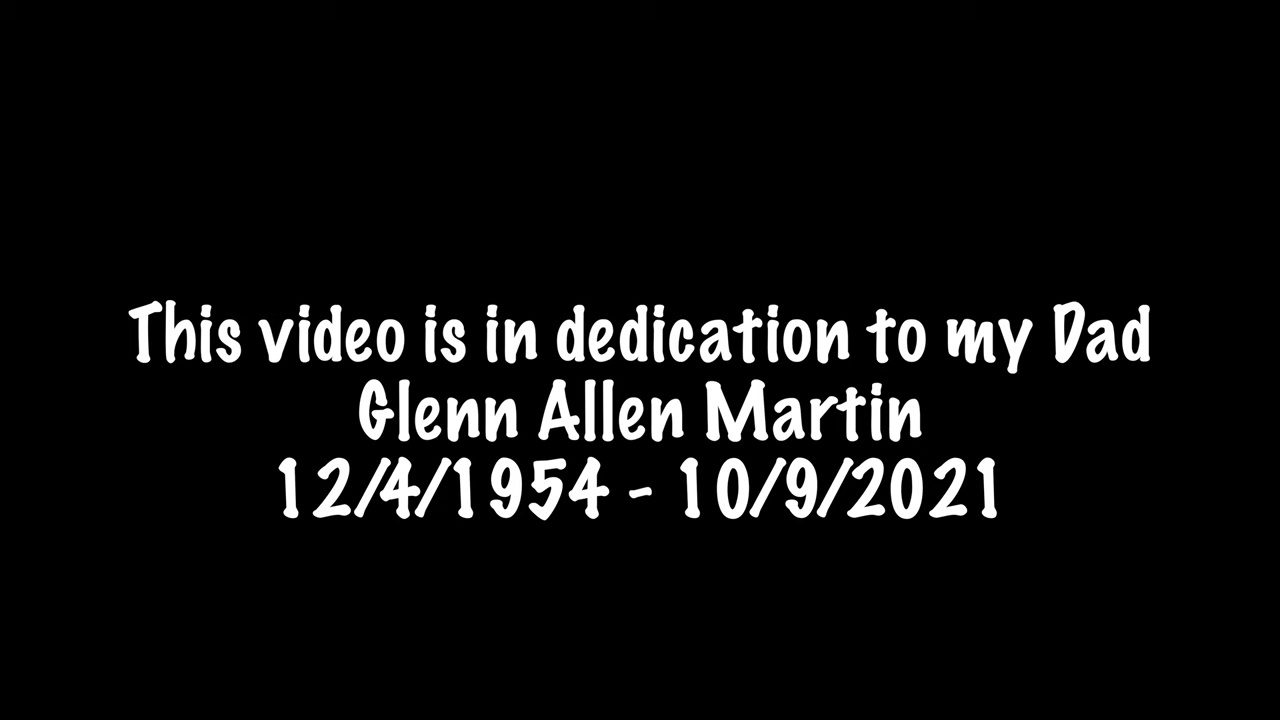 This video is in dedication to my Dad
Glenn Allen Martin
12/4/1954 - 10/9/2021